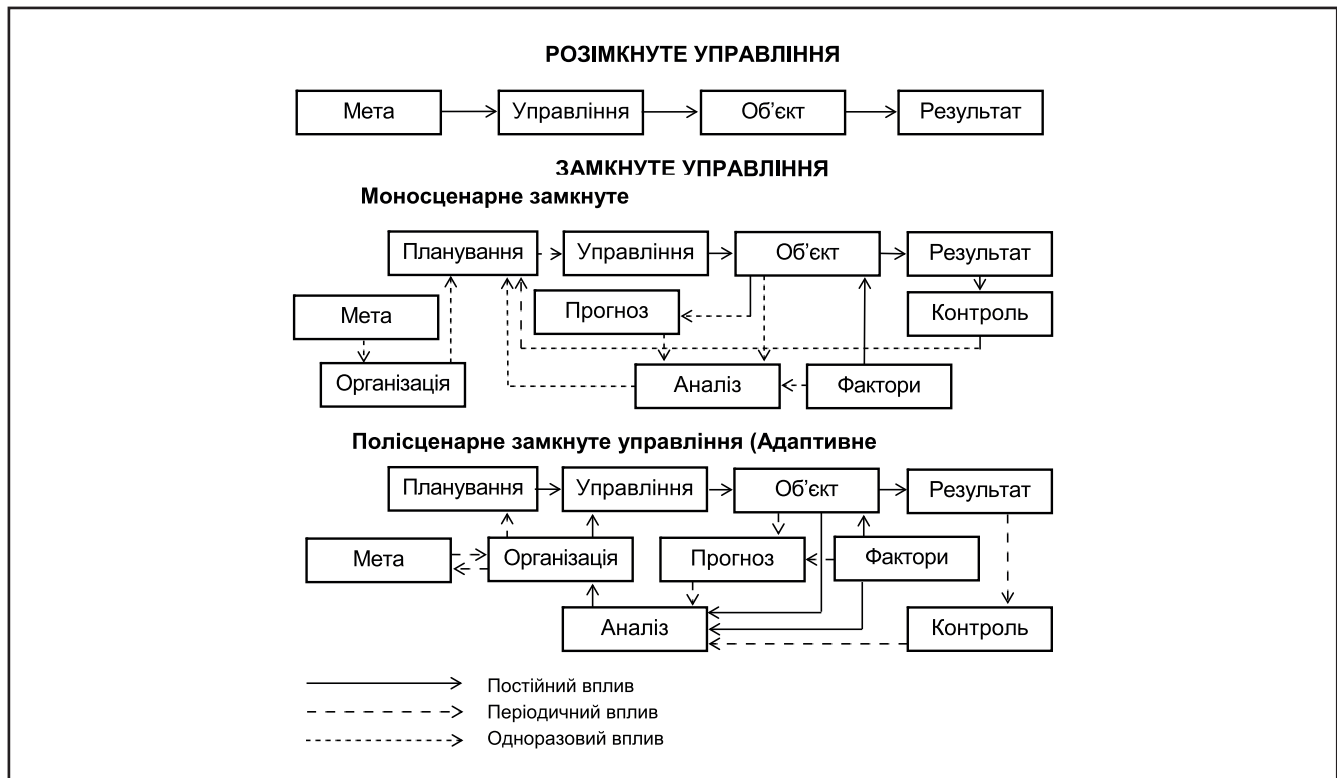 РОЗІМКНУТЕ УПРАВЛІННЯ
Мета Управління Об’єкт Результат
ЗАМКНУТЕ УПРАВЛІННЯ
Моносценарне замкнуте
Планування Управління Об’єкт Результат
Мета Прогноз Контроль
Організація Аналіз Фактори
Полісценарне замкнуте управління (Адаптивне
Планування Управління Об’єкт Результат
Мета Організація Прогноз Фактори
Аналіз Контроль
Постійний вплив
Періодичний вплив
Одноразовий вплив